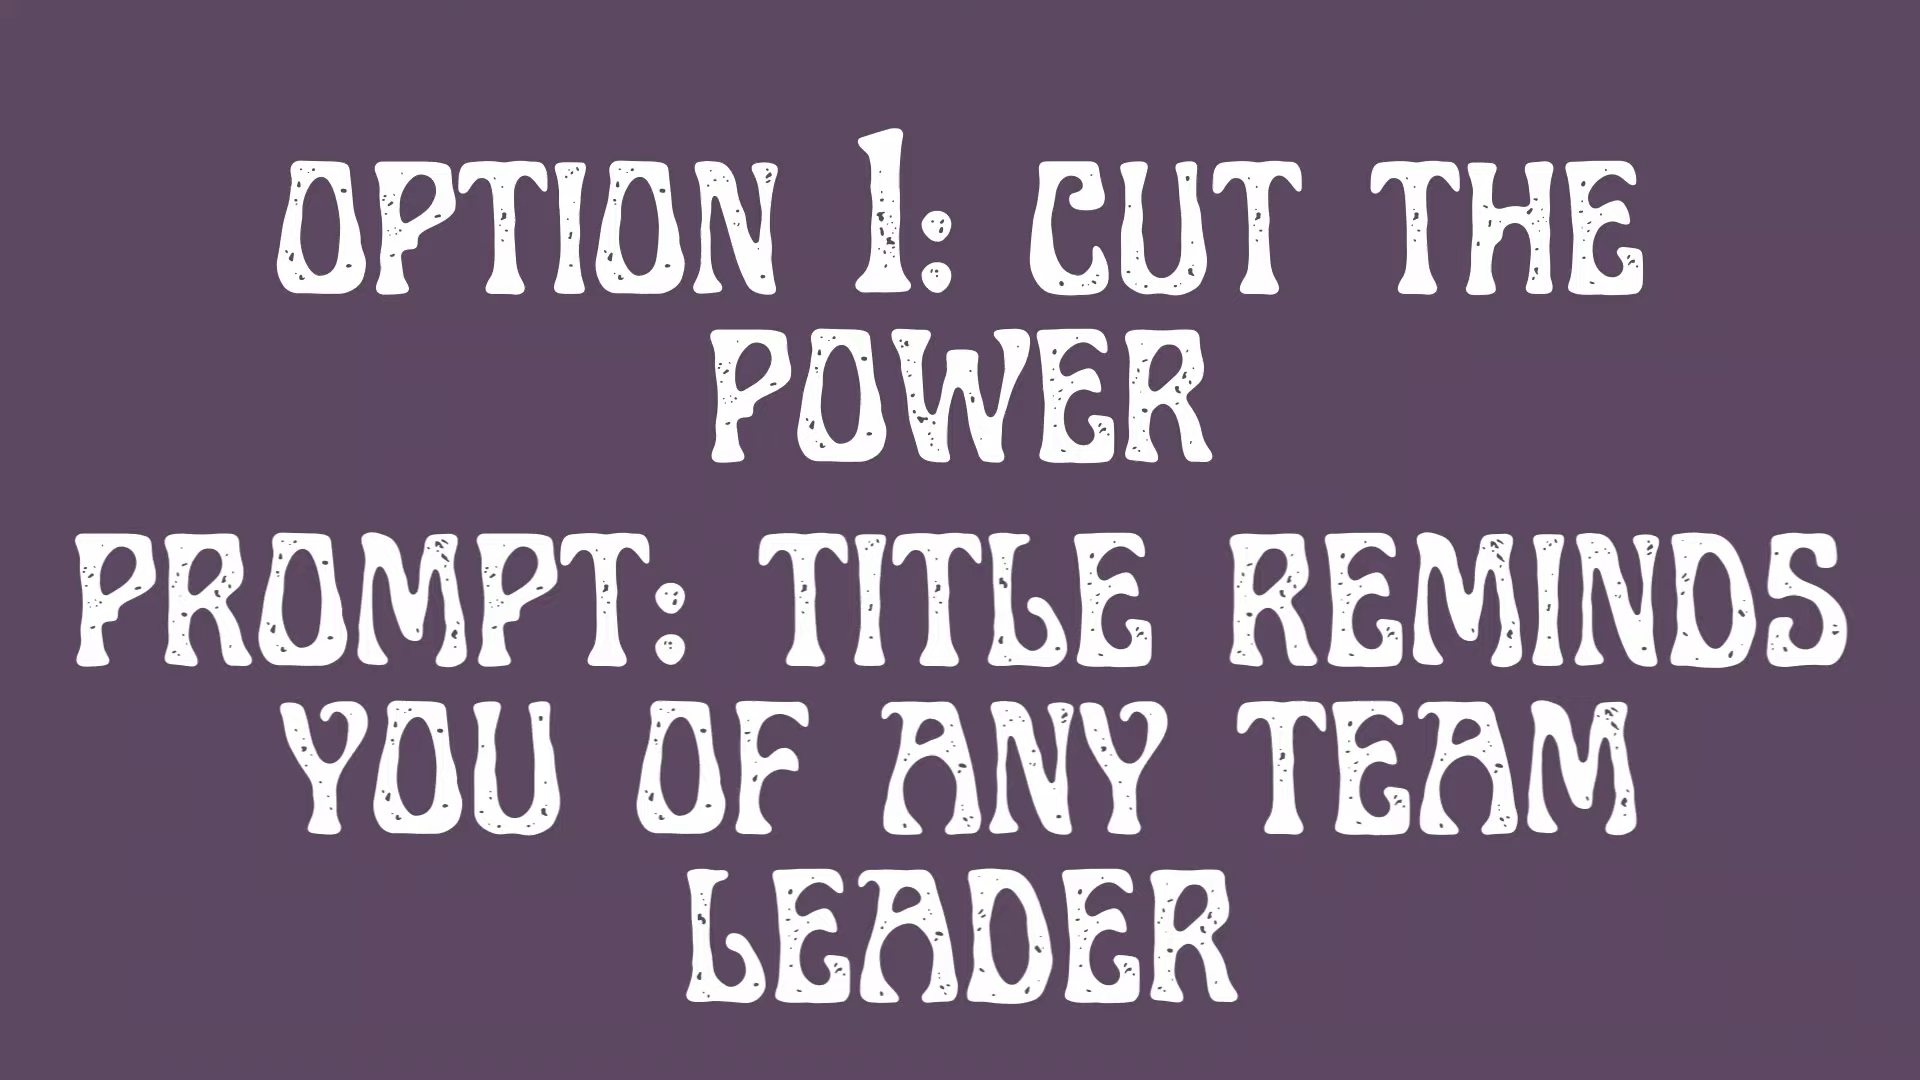 OPTION 1: CUT THE
POWER
PROMPT: TITLE REMINDS
YOU OF ANY TEAM
LEADER